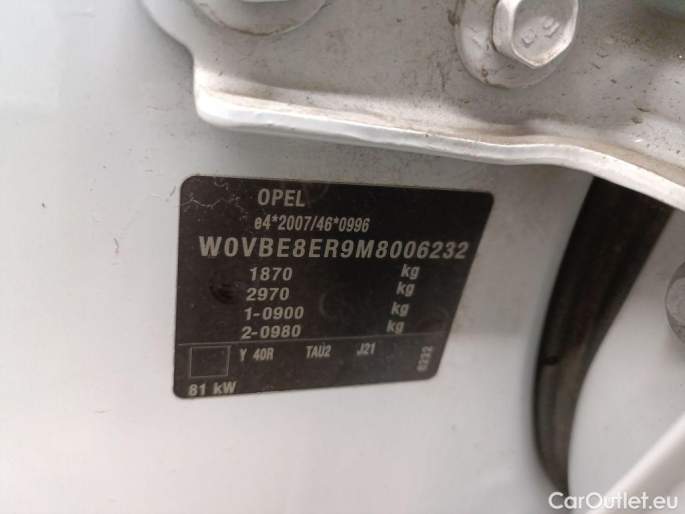 OPEL
e4*2007/46*0996
W0VBE8ER9M8006232
1870 kg
2970 kg
1-0900 kg
2-0980 kg
Y 40R TAU2 J21 6232
81 kW
CarOutlet.eu